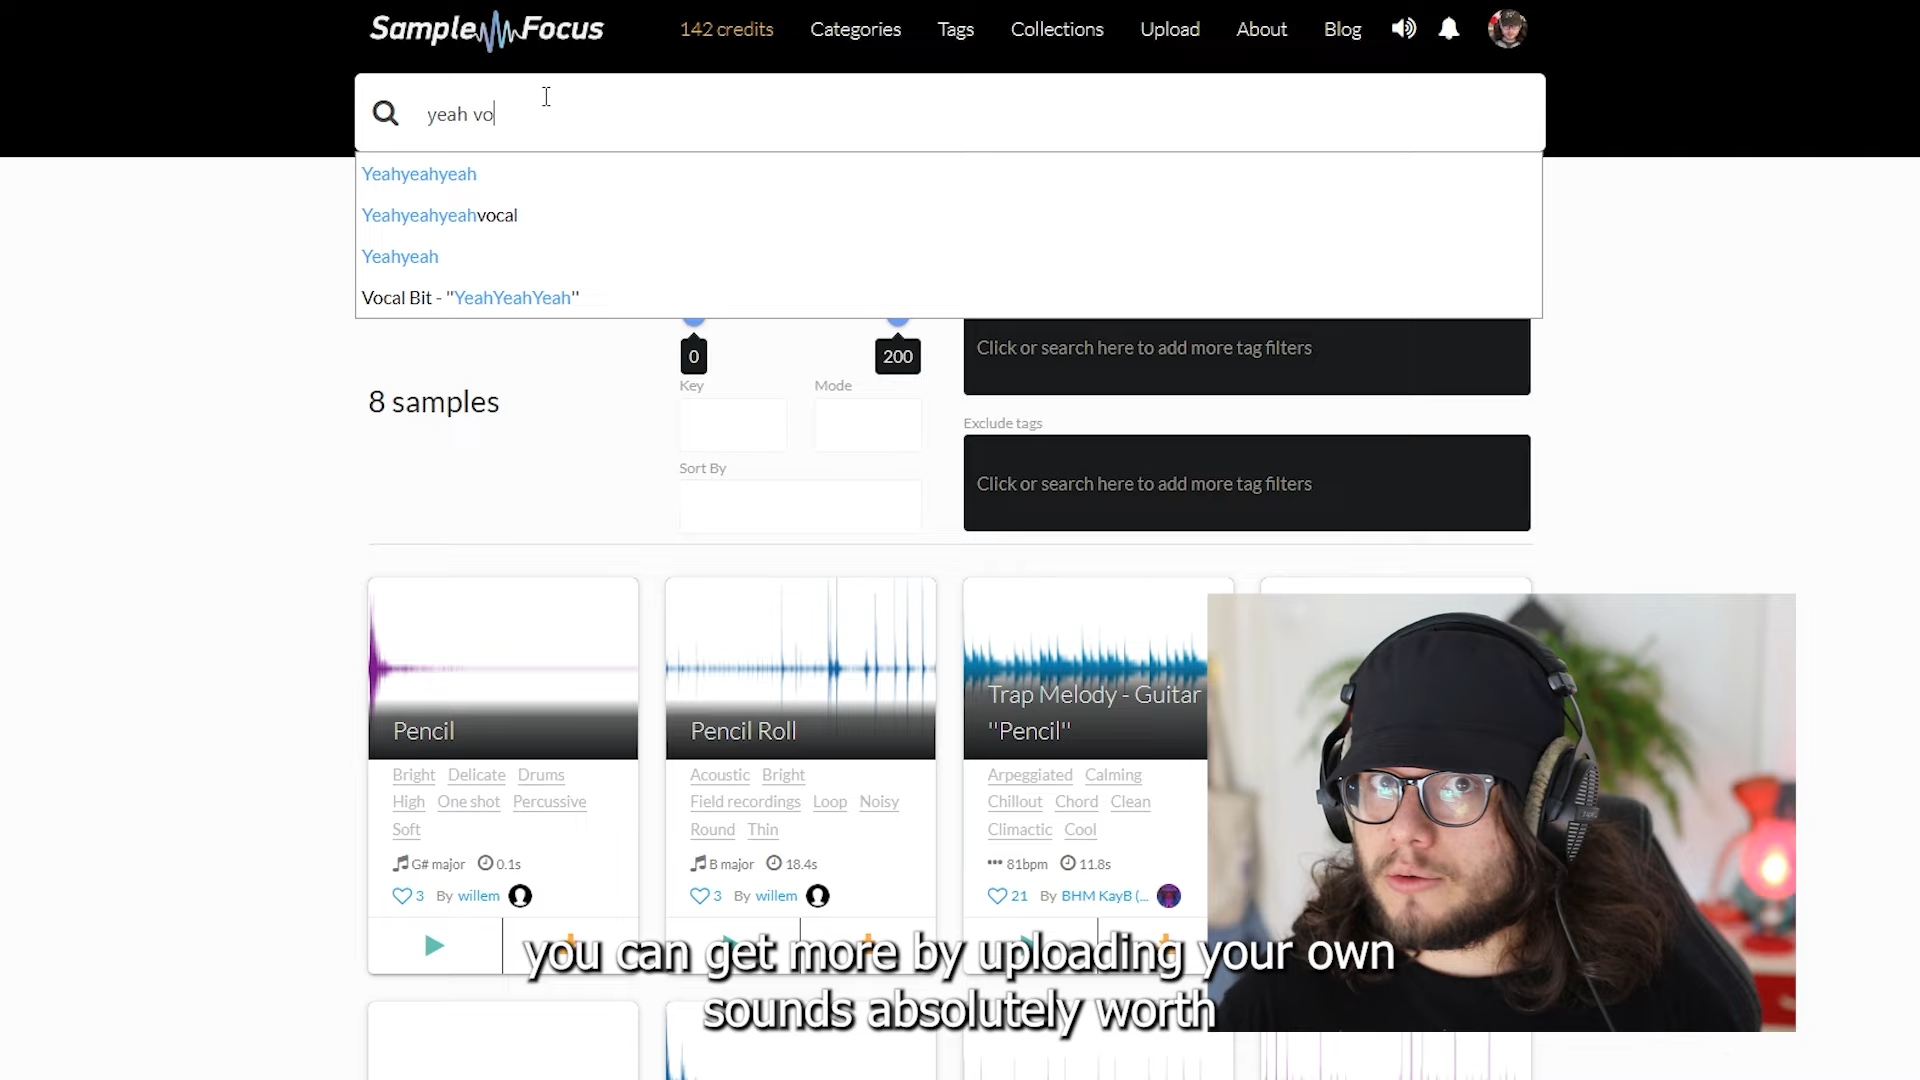 Sample Focus
142 credits
Categories
Tags
Collections
Upload
About
Blog
yeah vo
Yeahyeahyeah
Yeahyeahyeahvocal
Yeahyeah
Vocal Bit - "YeahYeahYeah"
0
200
Click or search here to add more tag filters
Key
Mode
8 samples
Exclude tags
Sort By
Click or search here to add more tag filters
Pencil
Bright Delicate Drums
High One shot Percussive
Soft
G# major 0.1s
3 By willem
Pencil Roll
Acoustic Bright
Field recordings Loop Noisy
Round Thin
B major 18.4s
3 By willem
Trap Melody - Guitar
"Pencil"
Arpeggiated Calming
Chillout Chord Clean
Climactic Cool
81bpm 11.8s
21 By BHM KayB (...
you can get more by uploading your own
sounds absolutely worth